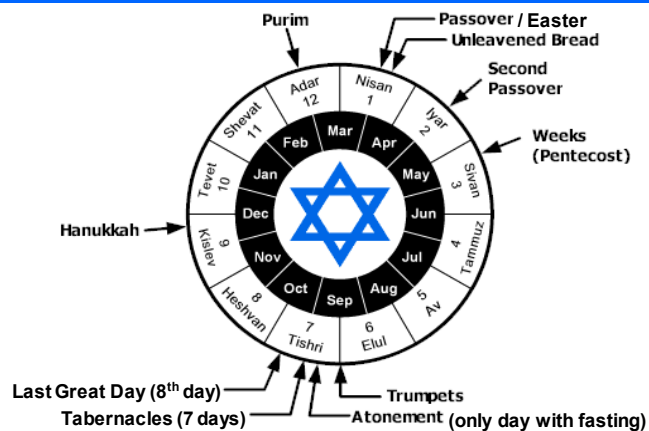 Purim
Passover / Easter
Unleavened Bread
Second
Passover
Weeks
(Pentecost)
Hanukkah
Nisan
1
Iyar
2
Sivan
3
4
Tammuz
5
Av
6
Elul
7
Tishri
8
Heshvan
9
Kislev
Tevet
10
Shevat
11
Adar
12
Mar
Apr
May
Jun
Jul
Aug
Sep
Oct
Nov
Dec
Jan
Feb
Last Great Day (8th day)
Tabernacles (7 days)
Trumpets
Atonement (only day with fasting)